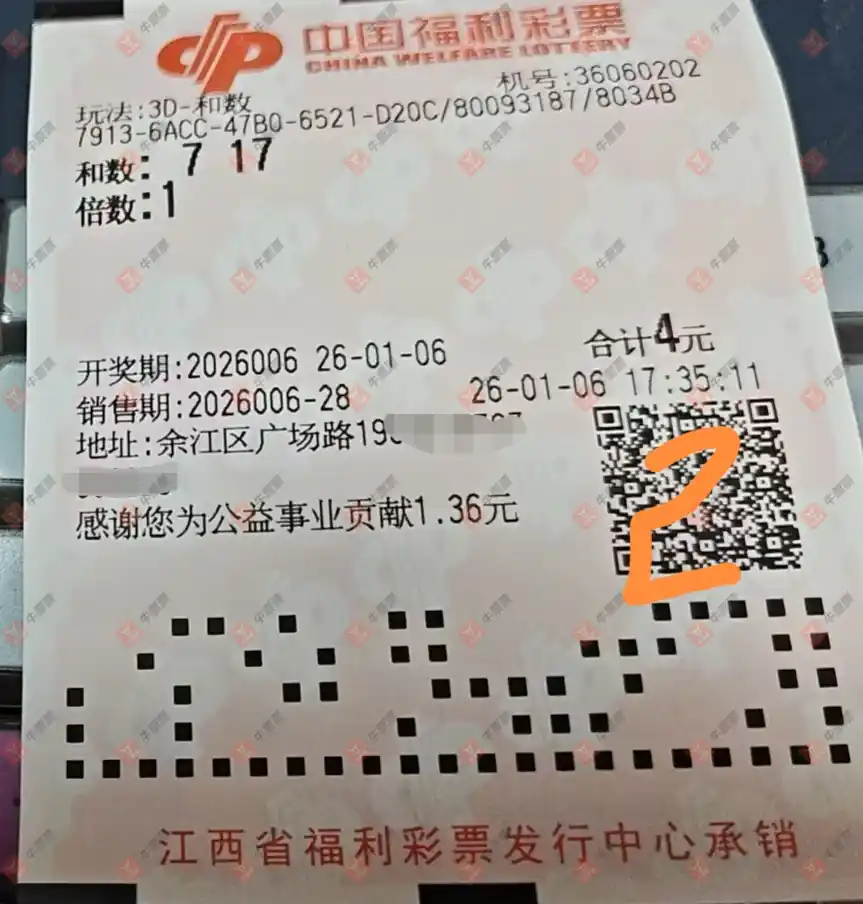 中国福利彩票
CHINA WELFARE LOTTERY
机号:36060202
玩法:3D-和数
7913-6ACC-47B0-6521-D20C/80093187/8034B
和数: 7 17
倍数:1
合计4元
开奖期:2026006 26-01-06
销售期:2026006-28 26-01-06 17:35:11
地址:余江区广场路19
感谢您为公益事业贡献1.36元
2
江西省福利彩票发行中心承销